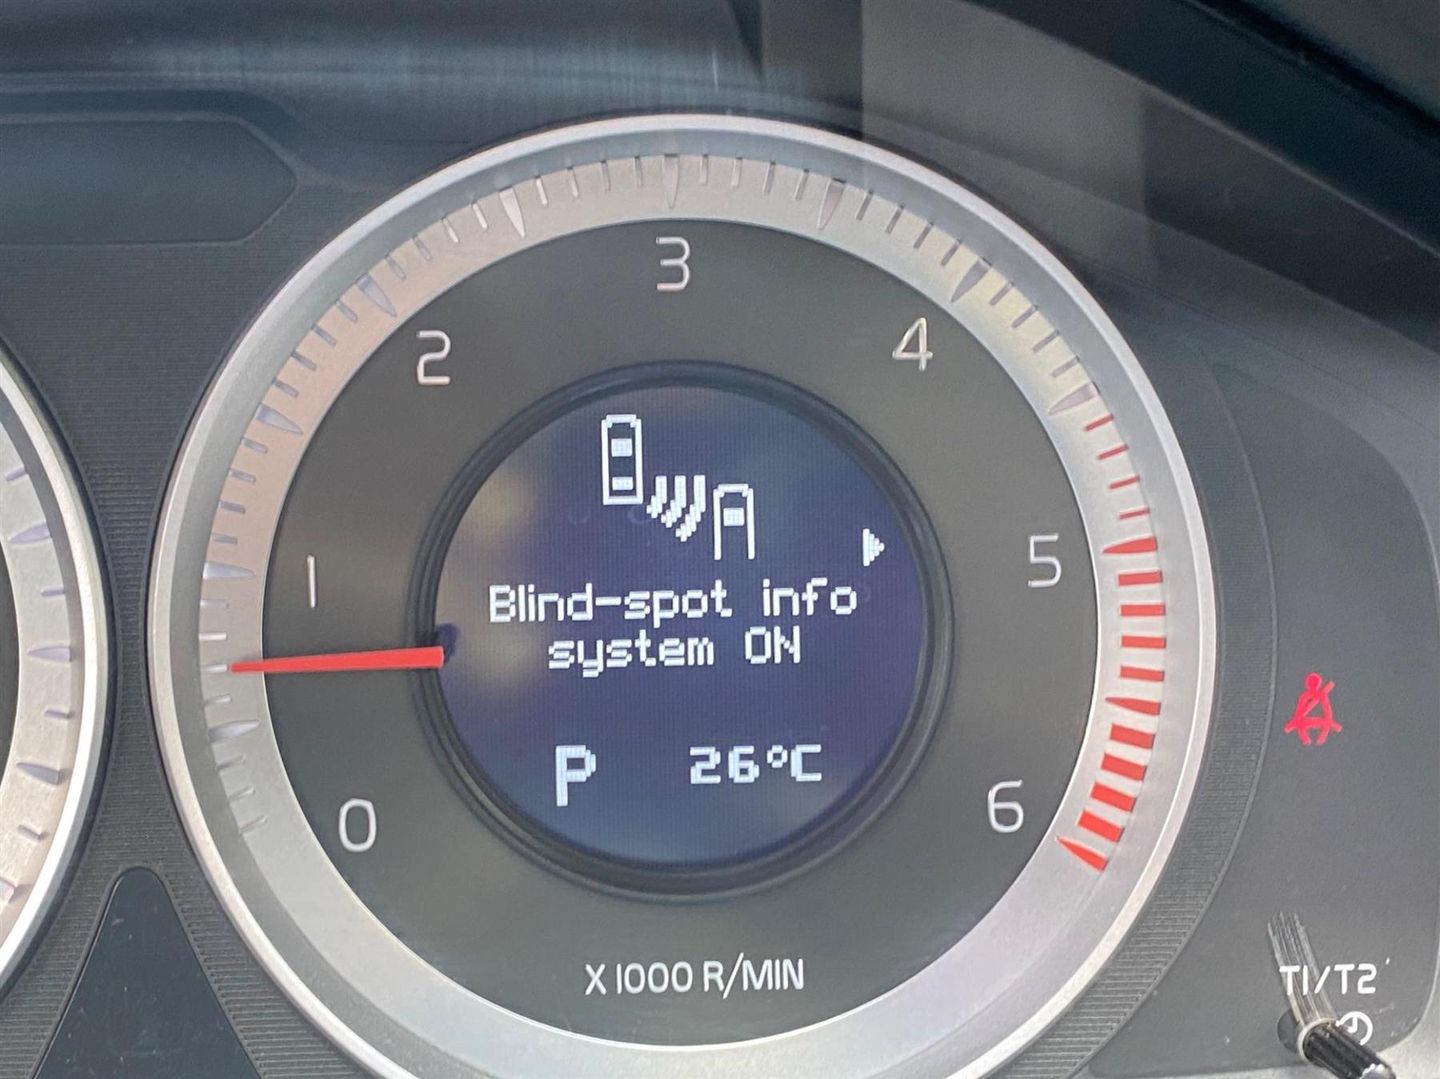 3
2
4
1
5
Blind-spot info
system ON
P 26°C
0
6
X 1000 R/MIN
T1/T2